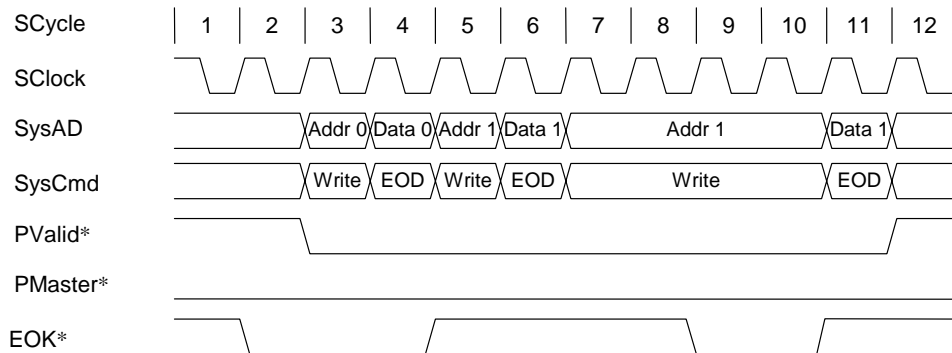 SCycle 1 2 3 4 5 6 7 8 9 10 11 12
SClock
SysAD Addr 0 Data 0 Addr 1 Data 1 Addr 1 Data 1
SysCmd Write EOD Write EOD Write EOD
PValid*
PMaster*
EOK*